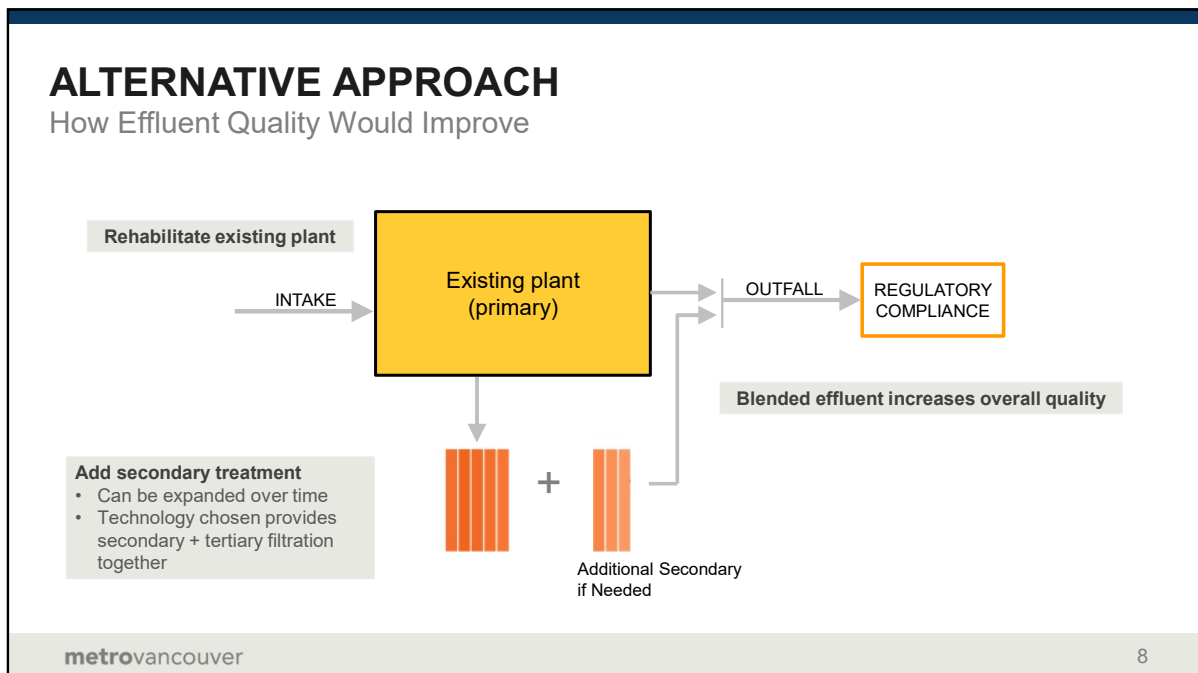 ALTERNATIVE APPROACH
How Effluent Quality Would Improve
Rehabilitate existing plant
INTAKE
Existing plant
(primary)
OUTFALL
REGULATORY
COMPLIANCE
Blended effluent increases overall quality
Add secondary treatment
• Can be expanded over time
• Technology chosen provides
secondary + tertiary filtration
together
+
Additional Secondary
if Needed
metrovancouver
8